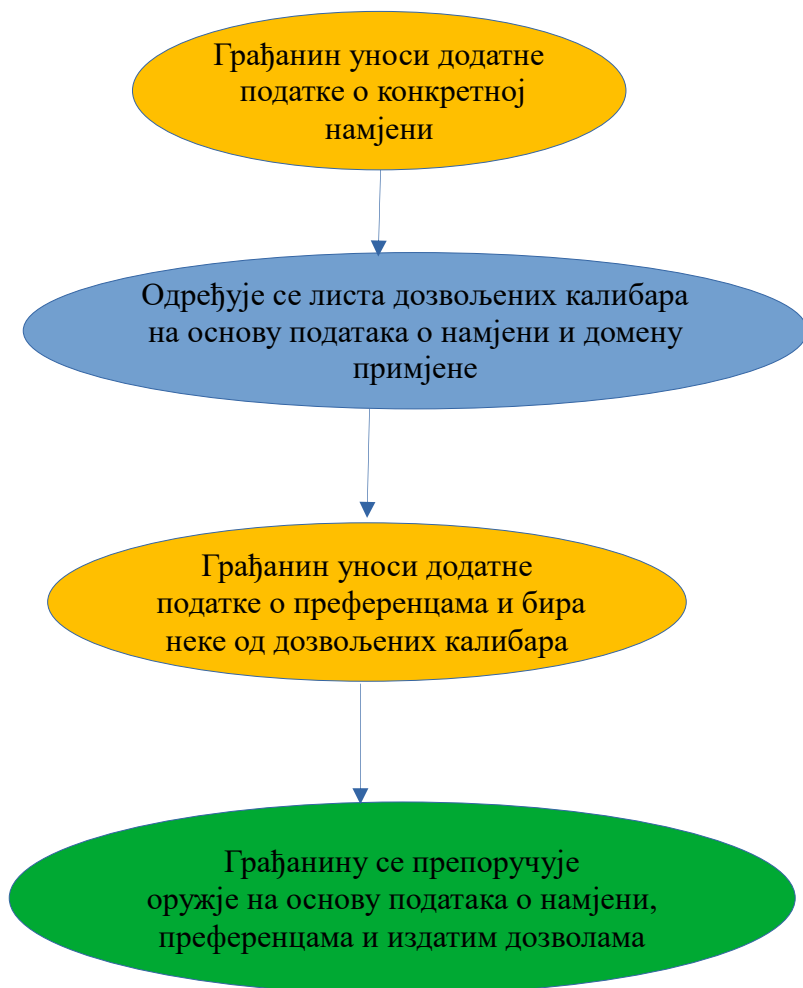 Грађанин уноси додатне
податке о конкретној
намјени
Одређује се листа дозвољених калибара
на основу података о намјени и домену
примјене
Грађанин уноси додатне
податке о преференцама и бира
неке од дозвољених калибара
Грађанину се препоручује
оружје на основу података о намјени,
преференцама и издатим дозволама